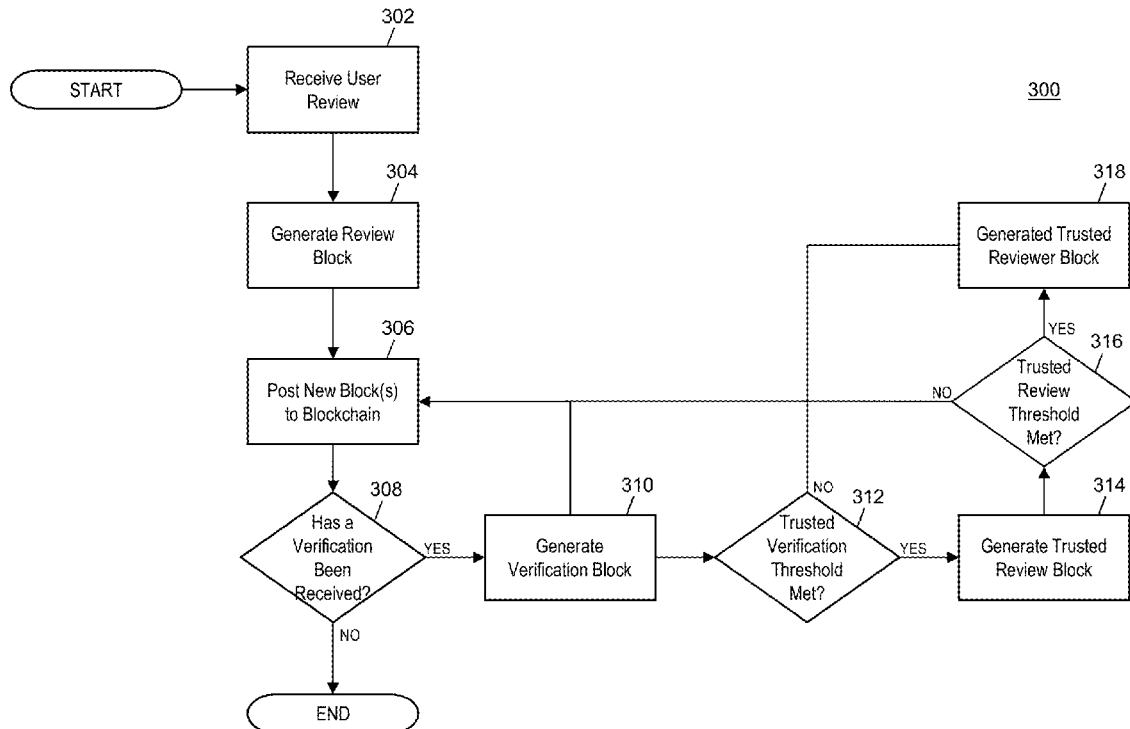 302
START
Receive User
Review
300
304
Generate Review
Block
318
Generated Trusted
Reviewer Block
306
Post New Block(s)
to Blockchain
YES
316
Trusted
Review
Threshold
Met?
NO
308
Has a
Verification
Been
Received?
YES
NO
310
Generate
Verification Block
NO
312
Trusted
Verification
Threshold
Met?
YES
314
Generate Trusted
Review Block
END